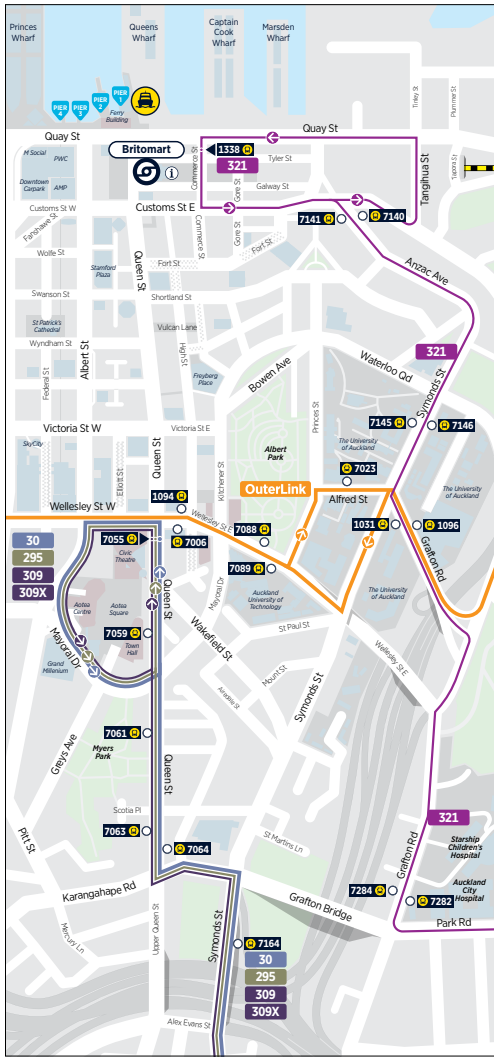 Princes
Wharf
Queens
Wharf
Captain
Cook
Wharf
Marsden
Wharf
PIER
4
PIER
3
PIER
2
PIER
1
Ferry
Building
Tinley St
Plummer St
Quay St
Quay St
Britomart
i
1338
321
Commerce St
Tyler St
Gore St
Galway St
Tangihua St
Tapora St
M Social
PWC
Downtown
Carpark
AMP
Customs St W
Customs St E
7141
7140
Fanshawe St
Commerce St
Gore St
Fort St
Wolfe St
Queen St
Fort St
Anzac Ave
Stamford
Plaza
Swanson St
Shortland St
St Patrick's
Cathedral
Vulcan Lane
Wyndham St
Albert St
High St
321
Waterloo Qd
Symonds St
Federal St
Freyberg
Place
Bowen Ave
Princes St
Victoria St W
Queen St
Victoria St E
7145
7146
SkyCity
Elliott St
Kitchener St
Albert
Park
The University
of Auckland
7023
The University
of Auckland
OuterLink
1094
Alfred St
Wellesley St W
Wellesley St E
7088
1031
1096
30
295
309
309X
7055
7006
Civic
Theatre
Grafton Rd
7089
Aotea
Centre
Aotea
Square
Queen St
Mayoral Dr
Auckland
University of
Technology
The University
of Auckland
7059
Town
Hall
Wakefield St
St Paul St
Mayoral Dr
Grand
Millenium
Mount St
Wellesley St E
Airedale St
Symonds St
Greys Ave
7061
Myers
Park
Queen St
Scotia Pl
321
Pitt St
7063
7064
St Martins Ln
Grafton Rd
Starship
Children's
Hospital
Karangahape Rd
Grafton Bridge
7284
7282
Auckland
City
Hospital
Park Rd
Mercury Ln
Upper Queen St
Symonds St
7164
30
295
309
309X
Alex Evans St